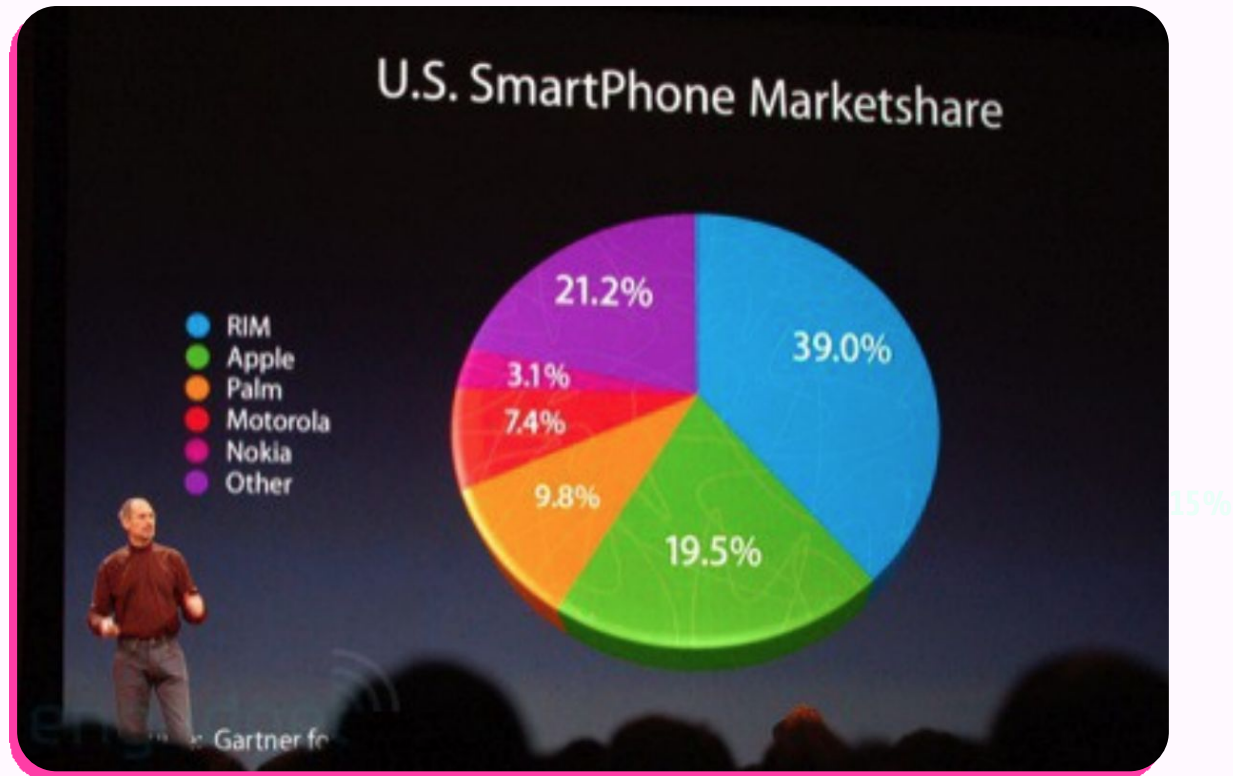 U.S. SmartPhone Marketshare
21.2%
39.0%
3.1%
7.4%
9.8%
19.5%
RIM
Apple
Palm
Motorola
Nokia
Other
15%
Gartner